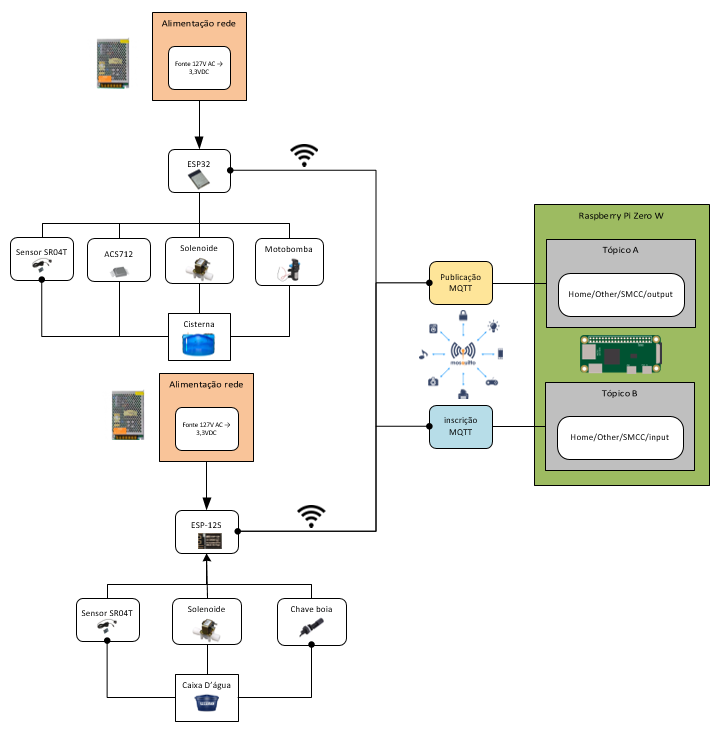 Alimentação rede
Fonte 127V AC →
3,3VDC
ESP32
Sensor SR04T
ACS712
Solenoide
Motobomba
Cisterna
Alimentação rede
Fonte 127V AC →
3,3VDC
ESP-12S
Sensor SR04T
Solenoide
Chave boia
Caixa D'água
Publicação
MQTT
mosquitto
inscrição
MQTT
Raspberry Pi Zero W
Tópico A
Home/Other/SMCC/output
Tópico B
Home/Other/SMCC/input